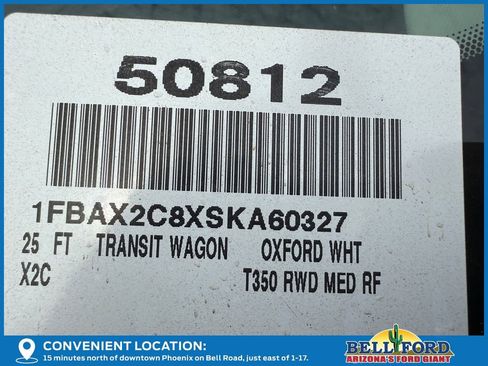 50812
1FBAX2C8XSKA60327
25 FT TRANSIT WAGON OXFORD WHT
X2C T350 RWD MED RF
CONVENIENT LOCATION:
15 minutes north of downtown Phoenix on Bell Road, just east of 1-17.
BELL FORD
ARIZONA'S FORD GIANT